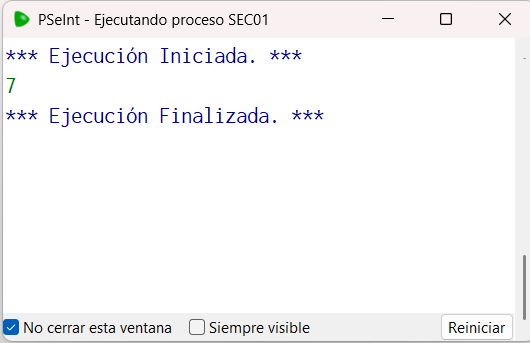 PSeInt - Ejecutando proceso SEC01
*** Ejecución Iniciada. ***
7
*** Ejecución Finalizada. ***
No cerrar esta ventana
Siempre visible
Reiniciar